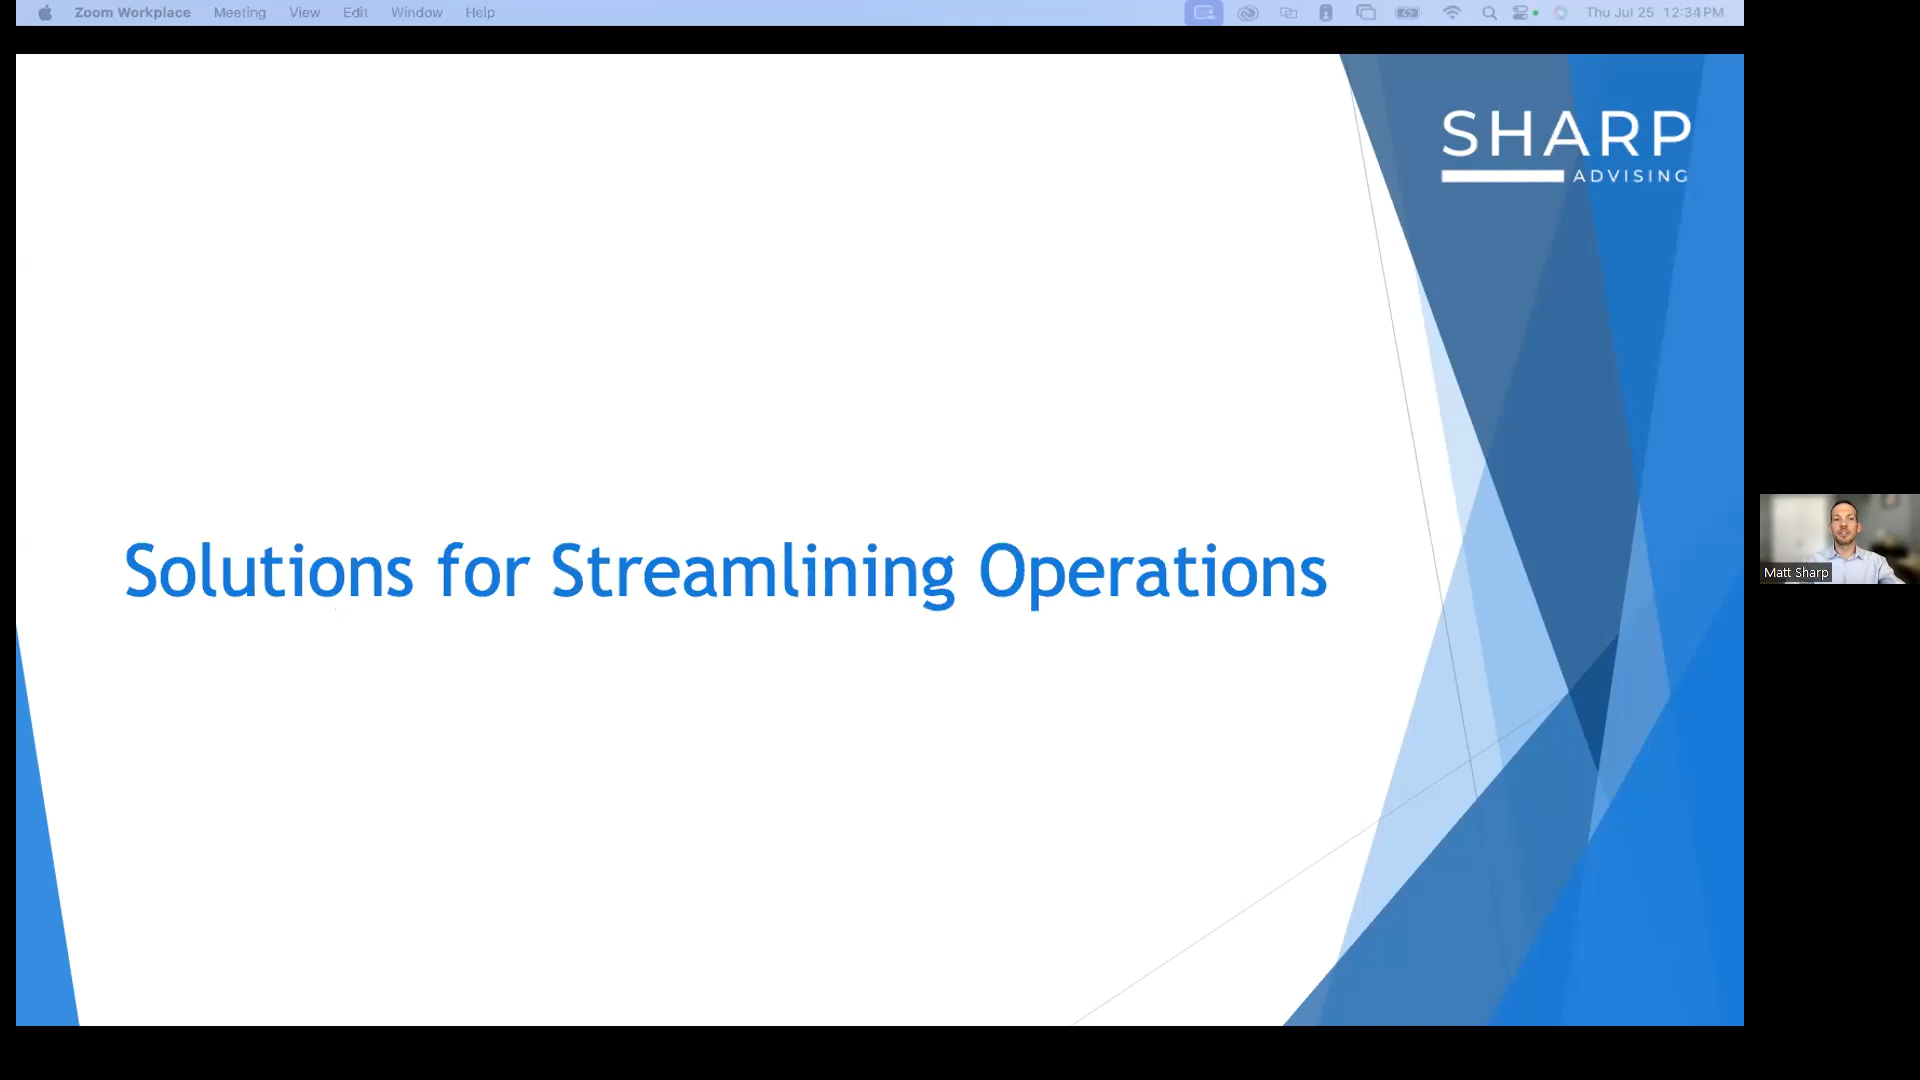 Zoom Workplace Meeting View Edit Window Help Thu Jul 25 12:34 PM
SHARP
ADVISING
Solutions for Streamlining Operations
Matt Sharp